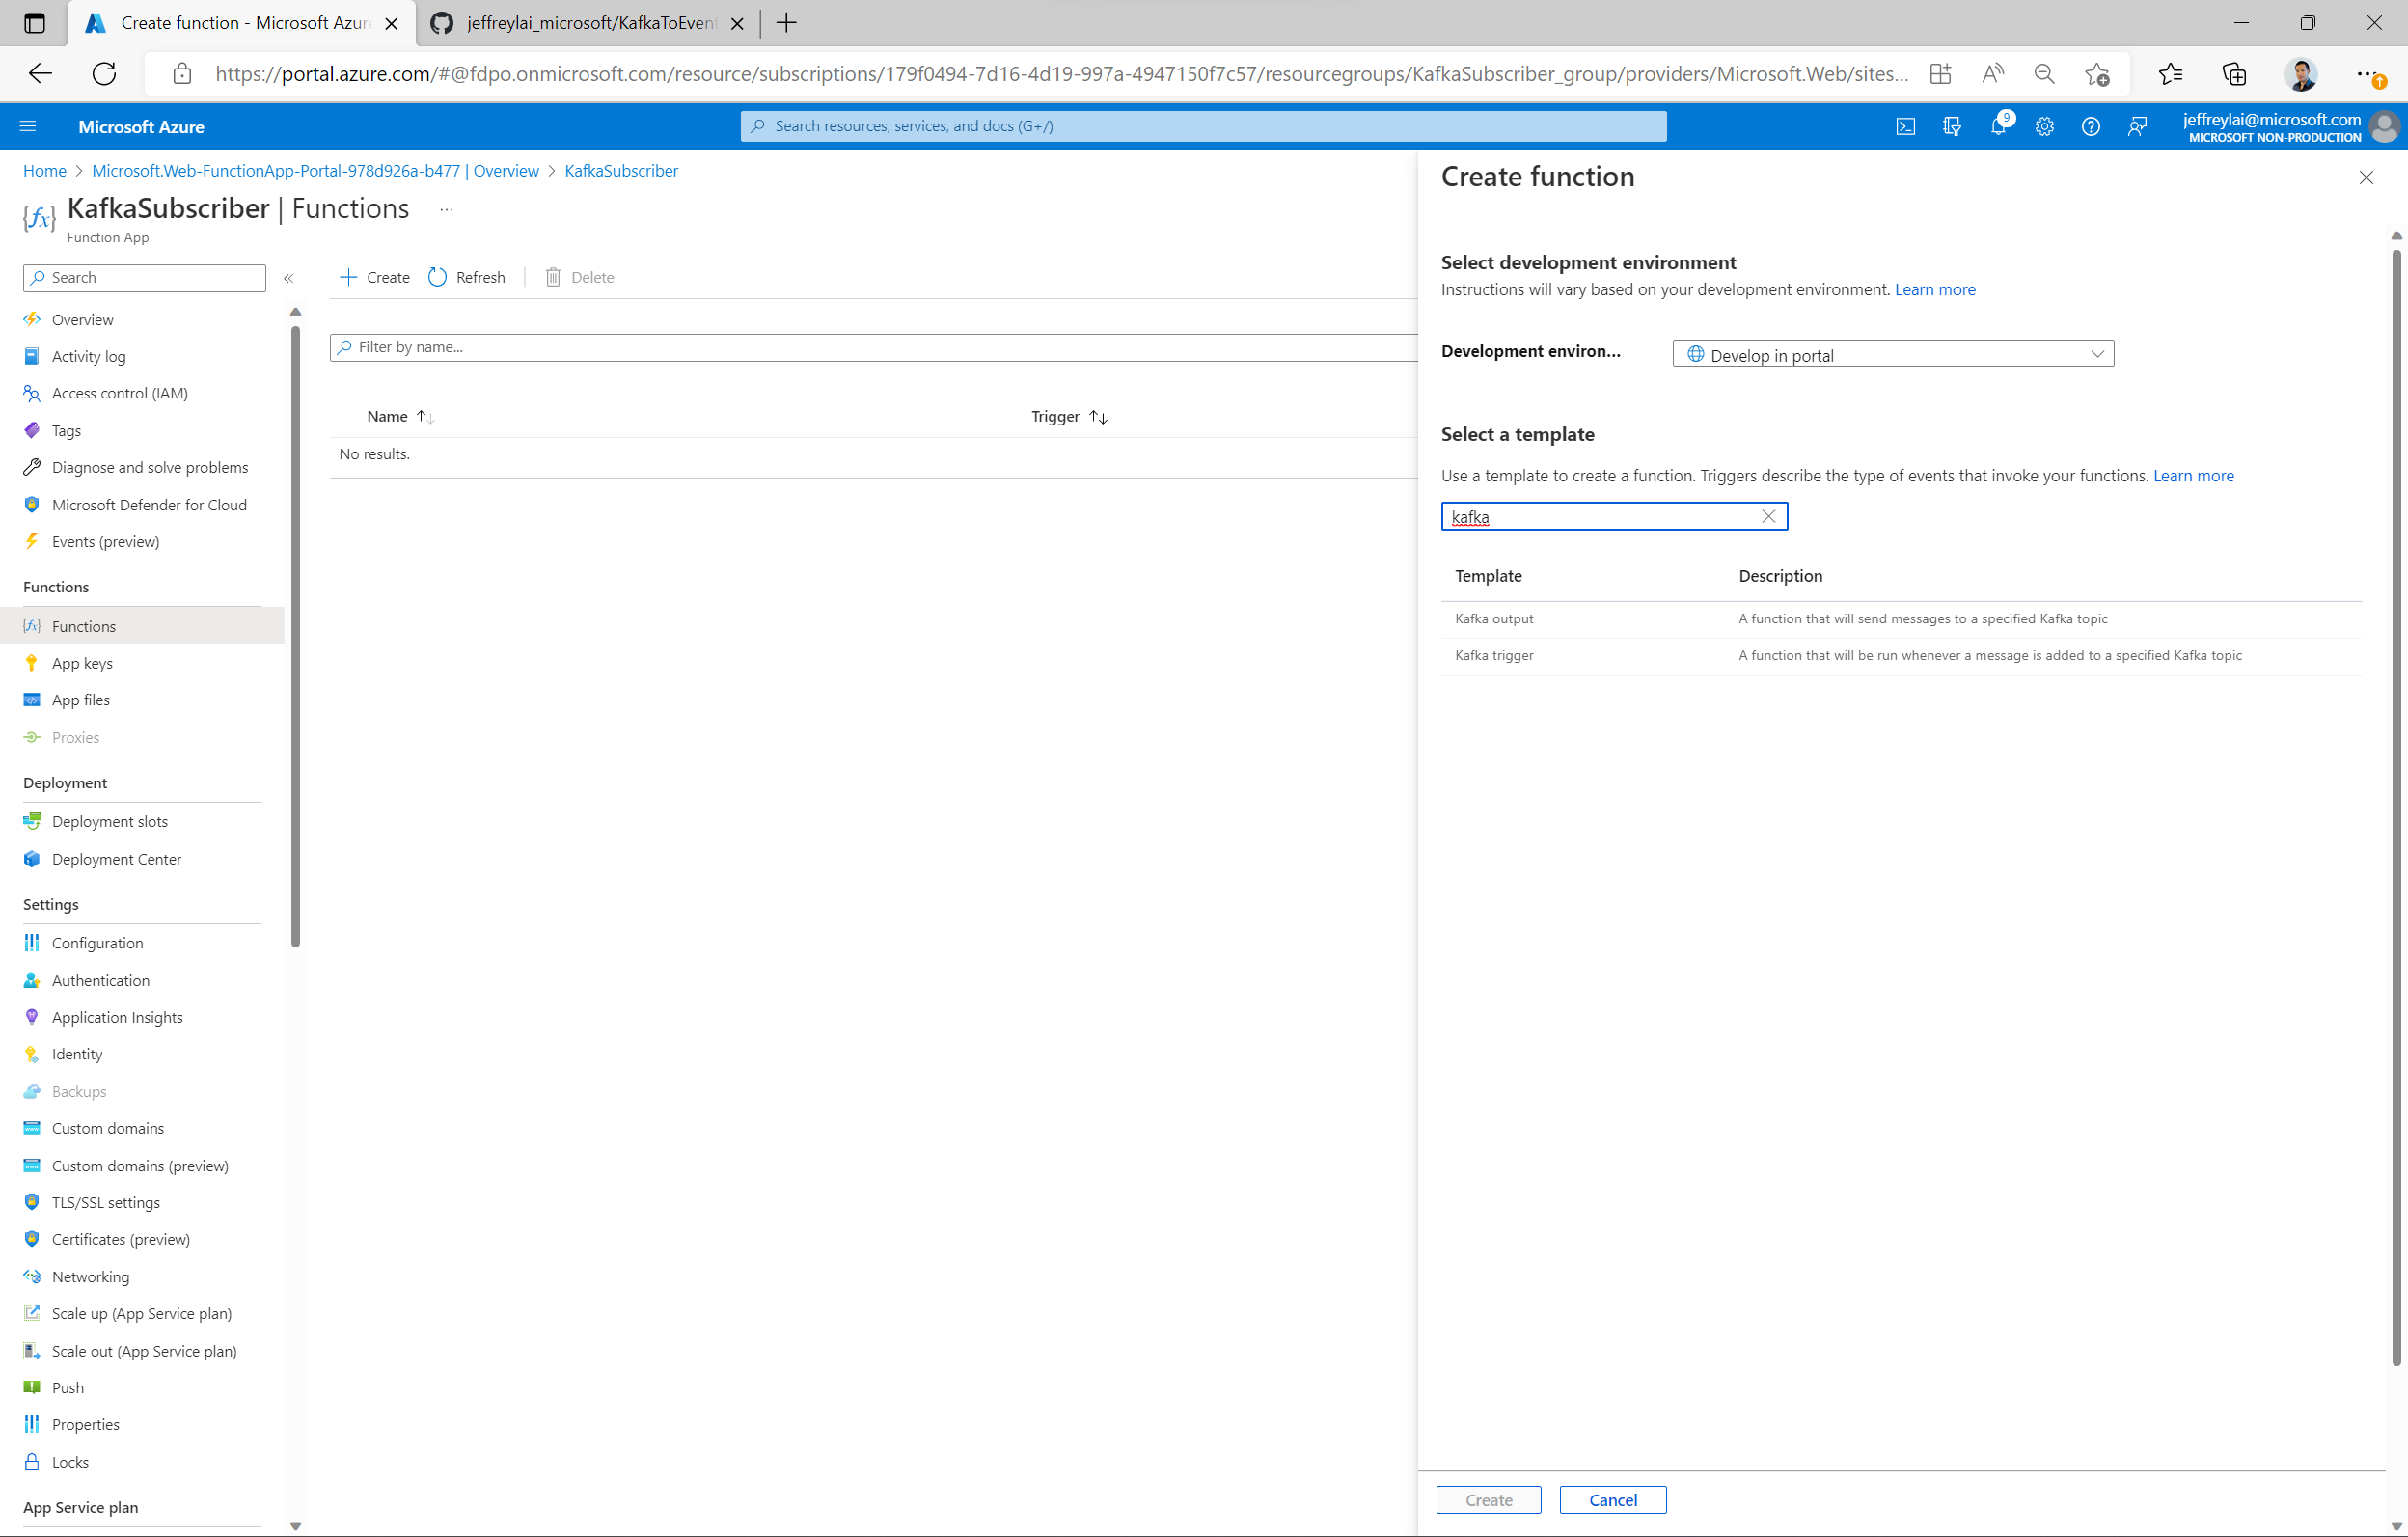 Create function - Microsoft Azur
jeffreylai_microsoft/KafkaToEvent
https://portal.azure.com/#@fdpo.onmicrosoft.com/resource/subscriptions/179f0494-7d16-4d19-997a-4947150f7c57/resourcegroups/KafkaSubscriber_group/providers/Microsoft.Web/sites...
Microsoft Azure
Search resources, services, and docs (G+/)
9
jeffreylai@microsoft.com
MICROSOFT NON-PRODUCTION
Home > Microsoft.Web-FunctionApp-Portal-978d926a-b477 | Overview > KafkaSubscriber
KafkaSubscriber | Functions ...
Function App
Search
«
Overview
Activity log
Access control (IAM)
Tags
Diagnose and solve problems
Microsoft Defender for Cloud
Events (preview)
Functions
Functions
App keys
App files
Proxies
Deployment
Deployment slots
Deployment Center
Settings
Configuration
Authentication
Application Insights
Identity
Backups
Custom domains
Custom domains (preview)
TLS/SSL settings
Certificates (preview)
Networking
Scale up (App Service plan)
Scale out (App Service plan)
Push
Properties
Locks
App Service plan
Create Refresh Delete
Filter by name...
Name Trigger
No results.
Create function
Select development environment
Instructions will vary based on your development environment. Learn more
Development environ... Develop in portal
Select a template
Use a template to create a function. Triggers describe the type of events that invoke your functions. Learn more
kafka
Template Description
Kafka output A function that will send messages to a specified Kafka topic
Kafka trigger A function that will be run whenever a message is added to a specified Kafka topic
Create Cancel